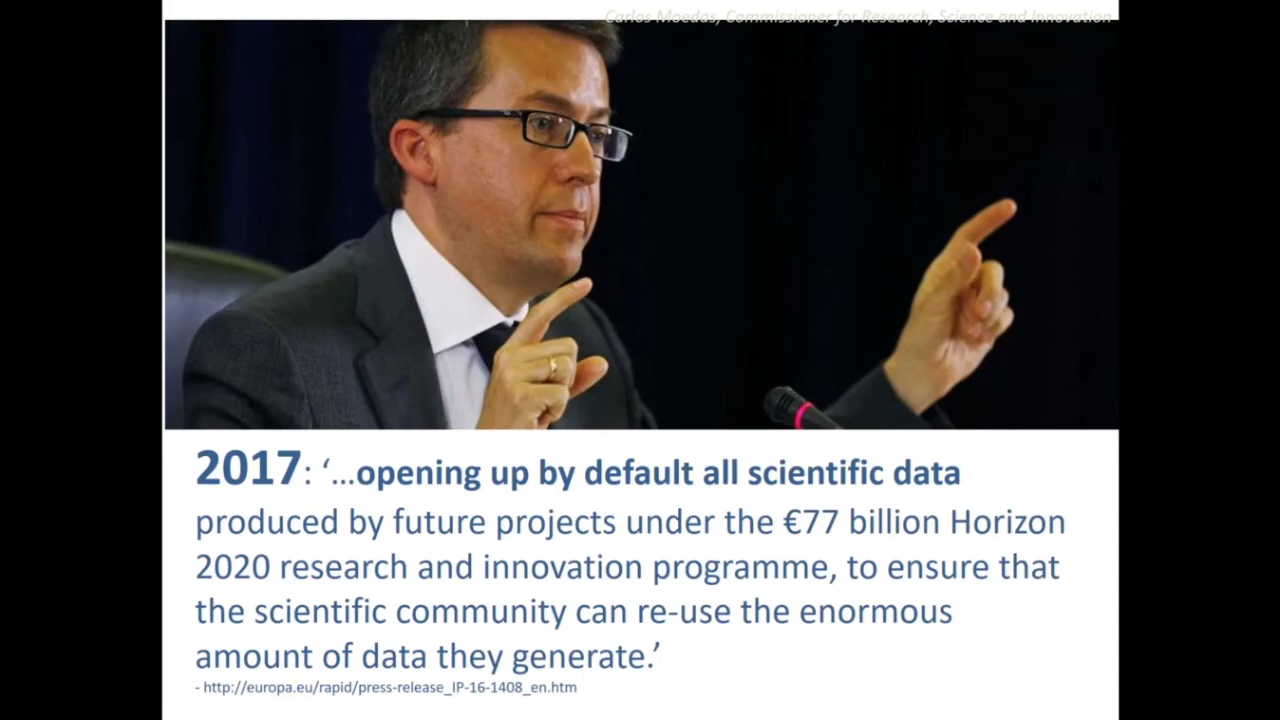 Carlos Moedas, Commissioner for Research, Science and Innovation
2017: ‘…opening up by default all scientific data
produced by future projects under the €77 billion Horizon
2020 research and innovation programme, to ensure that
the scientific community can re-use the enormous
amount of data they generate.’
- http://europa.eu/rapid/press-release_IP-16-1408_en.htm